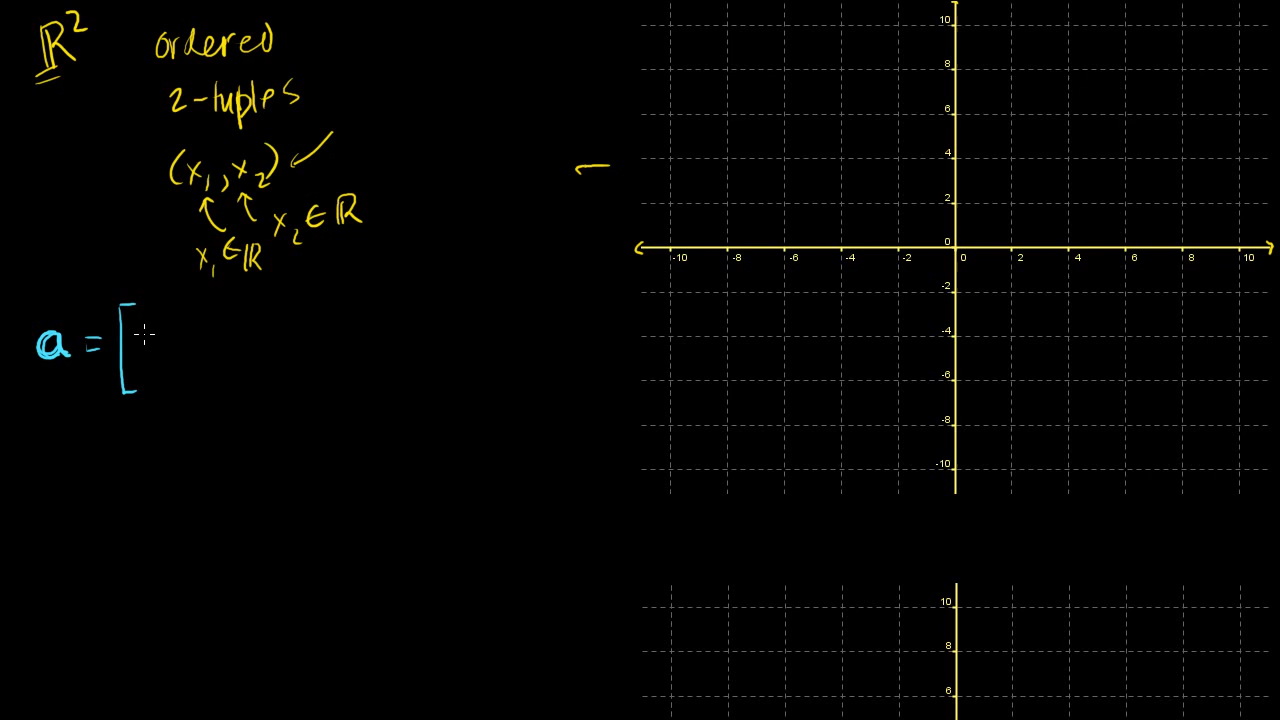 ℝ² ordered
2-tuples
(x₁, x₂) ✓
x₂ ∈ ℝ
x₁ ∈ ℝ
a = [
10
8
6
4
2
0
-10 -8 -6 -4 -2 0 2 4 6 8 10
-2
-4
-6
-8
-10
10
8
6